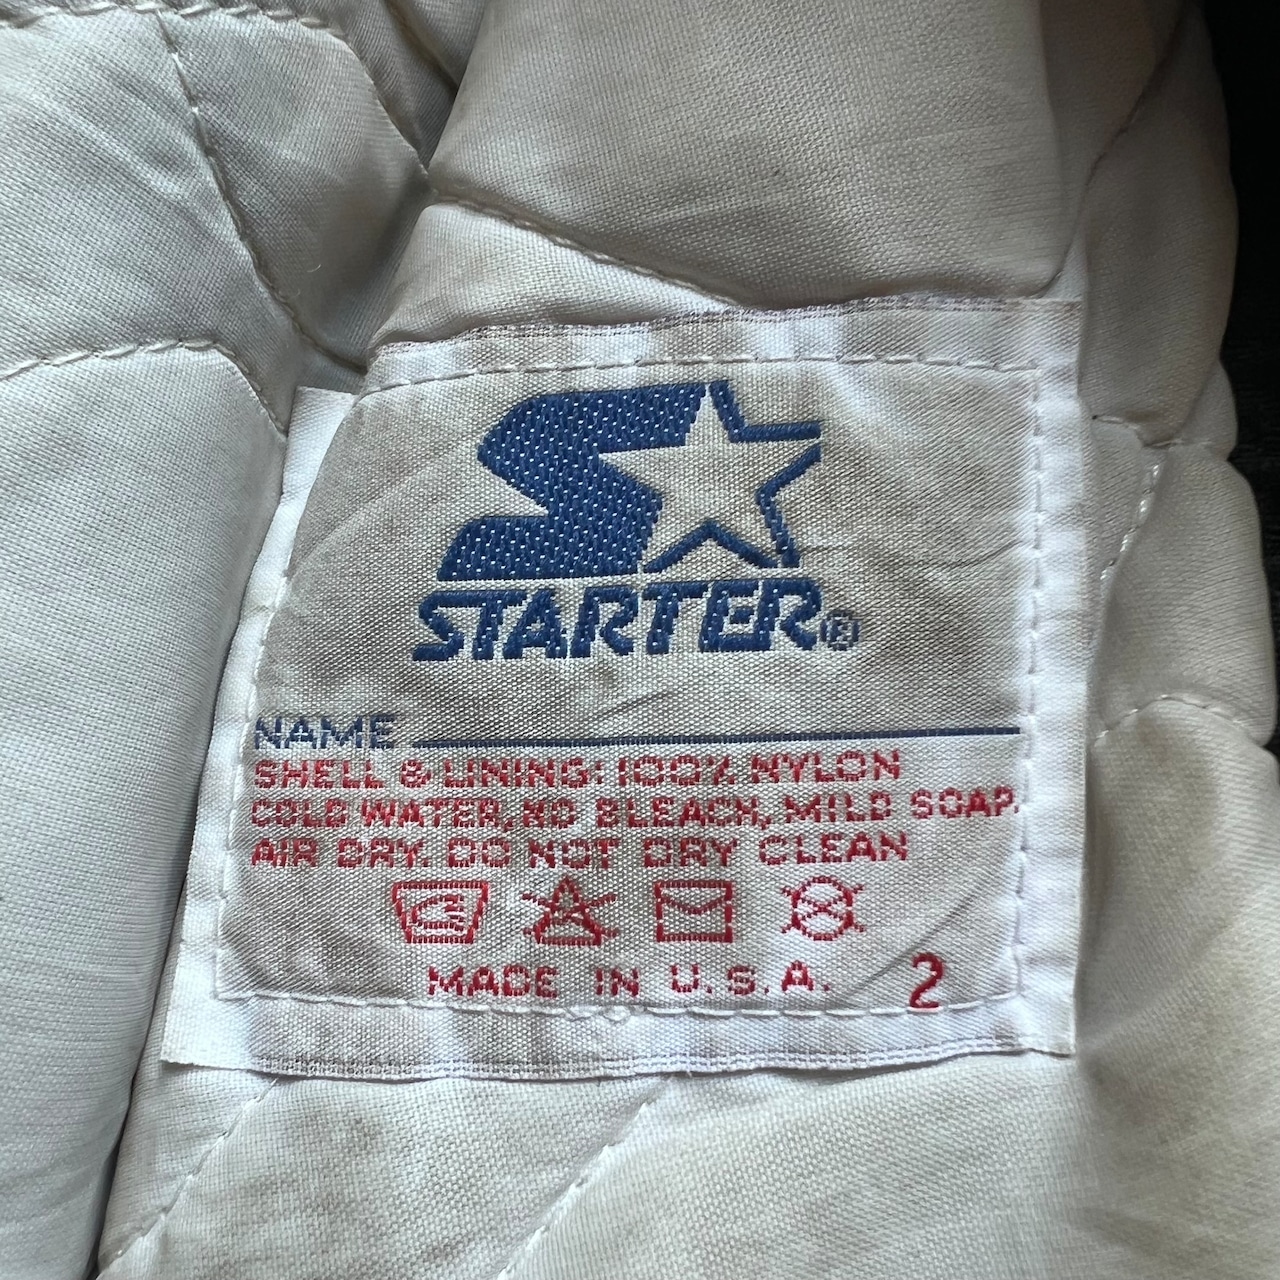 STARTER®
NAME
SHELL & LINING: 100% NYLON
COLD WATER, NO BLEACH, MILD SOAP.
AIR DRY. DO NOT DRY CLEAN
MADE IN U.S.A. 2